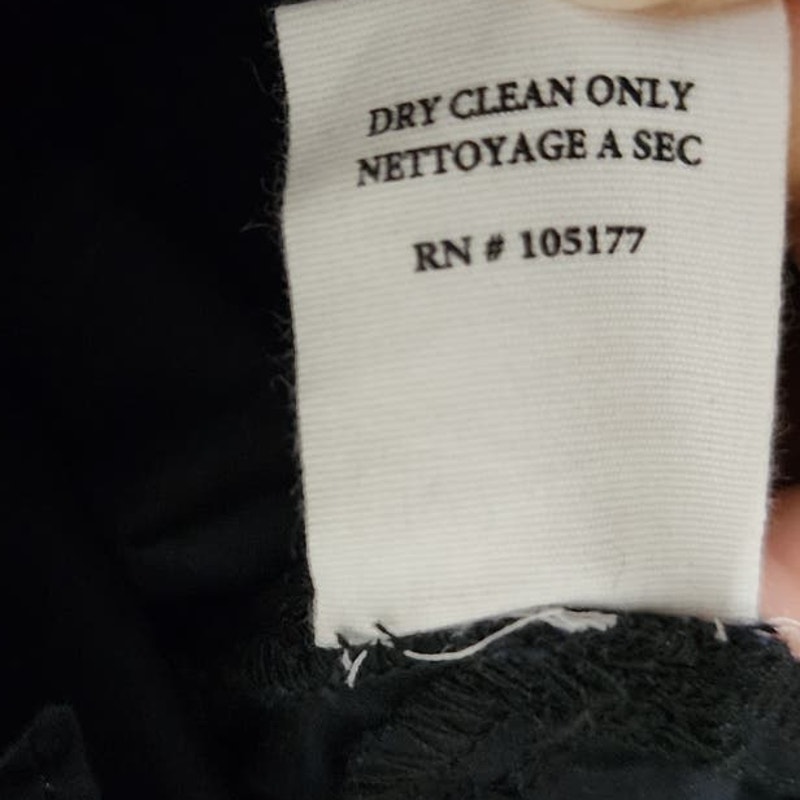 DRY CLEAN ONLY
NETTOYAGE A SEC
RN # 105177